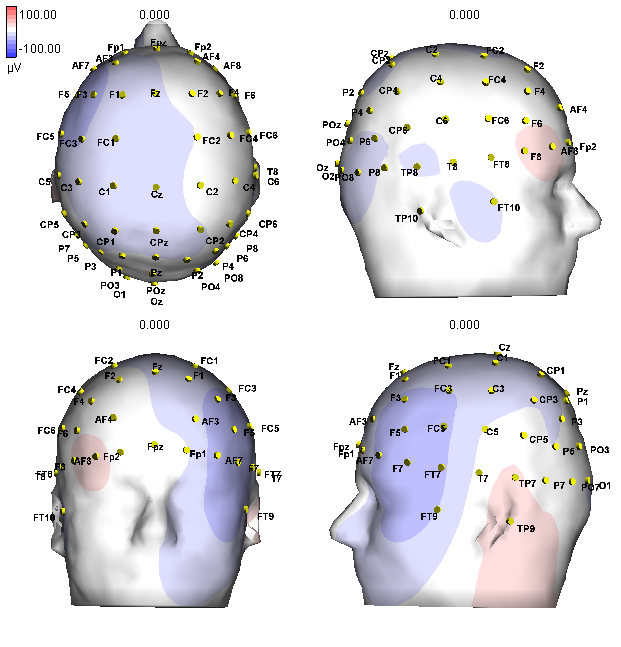 100.00
-100.00
µV
0.000
Fpz
Fp1 Fp2
AF3 AF4
AF7 AF8
F5 F3 F1 Fz F2 F4 F6
FC5 FC3 FC1 FC2 FC4 FC6
T8
C5 C3 C1 Cz C2 C4 C6
CP5 CP3 CP1 CPz CP2 CP4 CP6
P7 P5 P3 P1 Pz P2 P4 P6 P8
PO3 POz PO4 PO8
O1 Oz
0.000
CPz C2 FC2
CP2 F2
P2 CP4 C4 FC4 F4
P4 AF4
POz CP6 C6 FC6 F6
PO4 P6 Fp2
Oz P8 TP8 T8 FT8 F8 AF8
O2 PO8
TP10 FT10
0.000
FC2 Fz FC1
F2 F1
FC4 F4 F3 FC3
AF4 AF3
FC6 F6 F5 FC5
Fpz
AF8 Fp2 Fp1 AF7
FT8 F8 F7 FT7
T8 T7
FT10 FT9
0.000
Cz
Fz FC1 C1
F1 CP1
F3 FC3 C3 CP3 Pz
P1
AF3 P3
F5 FC5 C5 CP5
Fpz P5 PO3
Fp1 AF7
F7 FT7 T7 TP7 P7 PO7 O1
FT9 TP9